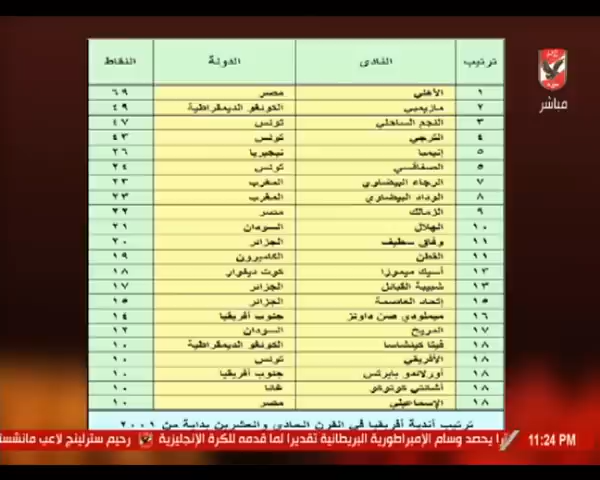 ترتيب النادى الدولة النقاط
١ الأهلي مصر ٦٩
٢ مازيمبي الكونغو الديمقراطية ٤٩
٣ النجم الساحلي تونس ٤٧
٤ الترجي تونس ٤٣
٥ إنيمبا نيجيريا ٢٦
٥ الصفاقسي تونس ٢٤
٧ الرجاء البيضاوي المغرب ٢٣
٨ الوداد البيضاوي المغرب ٢٣
٩ الزمالك مصر ٢٢
١٠ الهلال السودان ٢١
١١ وفاق سطيف الجزائر ٢٠
١١ القطن الكاميرون ١٩
١٣ أسيك ميموزا كوت ديفوار ١٨
١٣ شبيبة القبائل الجزائر ١٧
١٥ إتحاد العاصمة الجزائر ١٥
١٦ ميملودي صن داونز جنوب أفريقيا ١٤
١٧ المريخ السودان ١٢
١٨ فيتا كينشاسا الكونغو الديمقراطية ١٠
١٨ الأفريقي تونس ١٠
١٨ أورلاندو بايرتس جنوب أفريقيا ١٠
١٨ أشانتي كوتوكو غانا ١٠
١٨ الإسماعيلي مصر ١٠
ترتيب أندية أفريقيا في القرن الحادى والعشرين بداية من ٢٠٠١
مباشر
يحصد وسام الإمبراطورية البريطانية تقديرا لما قدمه للكرة الإنجليزية رحيم سترلينج لاعب مانشست
11:24 PM